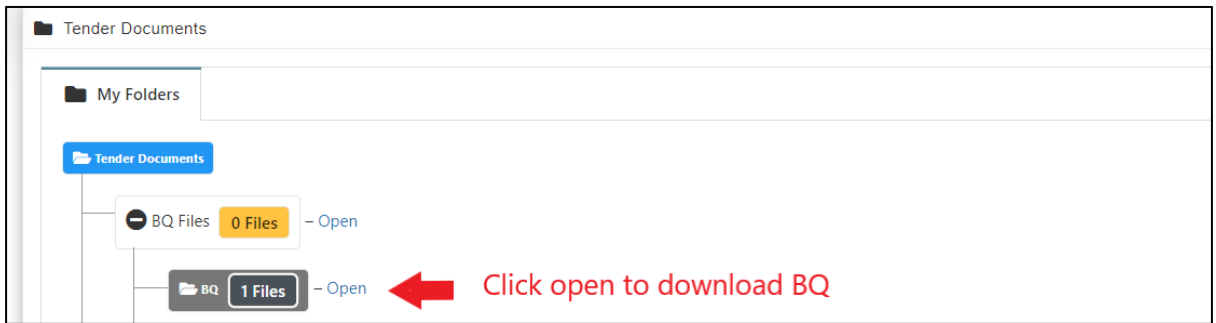 Tender Documents
My Folders
Tender Documents
BQ Files 0 Files – Open
BQ 1 Files – Open Click open to download BQ